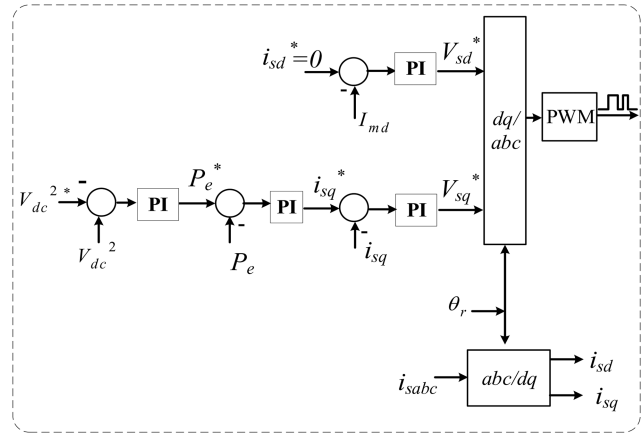 i_sd^*=0
PI
V_sd^*
-
I_md
dq/
abc
PWM
V_dc^2*
-
PI
P_e^*
PI
i_sq^*
PI
V_sq^*
V_dc^2
-
P_e
-
i_sq
θ_r
i_sabc
abc/dq
i_sd
i_sq